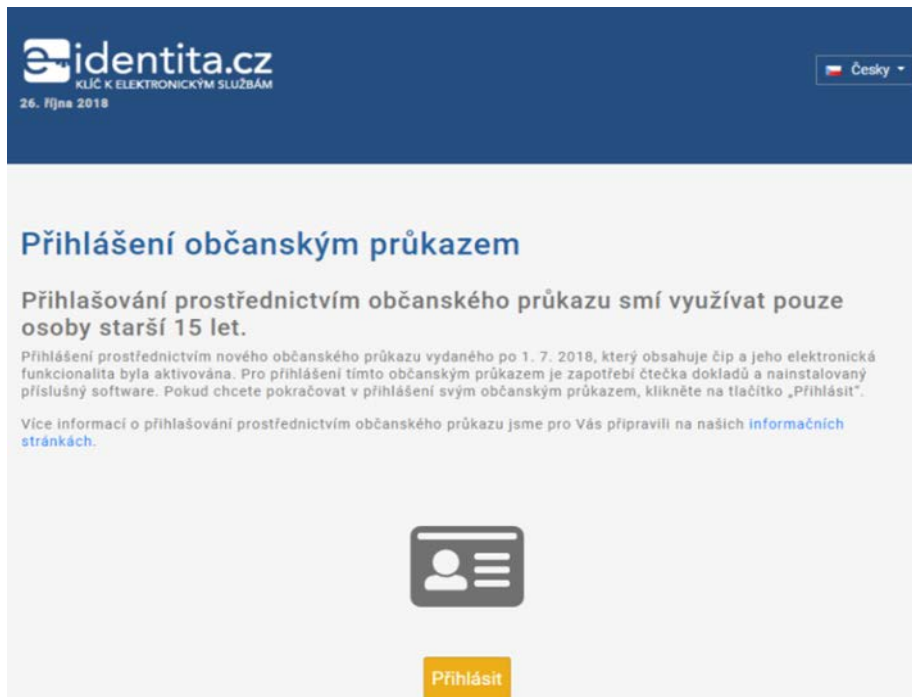 e-identita.cz
KLÍČ K ELEKTRONICKÝM SLUŽBÁM
26. října 2018
Česky
Přihlášení občanským průkazem
Přihlašování prostřednictvím občanského průkazu smí využívat pouze
osoby starší 15 let.
Přihlášení prostřednictvím nového občanského průkazu vydaného po 1. 7. 2018, který obsahuje čip a jeho elektronická
funkcionalita byla aktivována. Pro přihlášení tímto občanským průkazem je zapotřebí čtečka dokladů a nainstalovaný
příslušný software. Pokud chcete pokračovat v přihlášení svým občanským průkazem, klikněte na tlačítko „Přihlásit".
Více informací o přihlašování prostřednictvím občanského průkazu jsme pro Vás připravili na našich informačních
stránkách.
Přihlásit